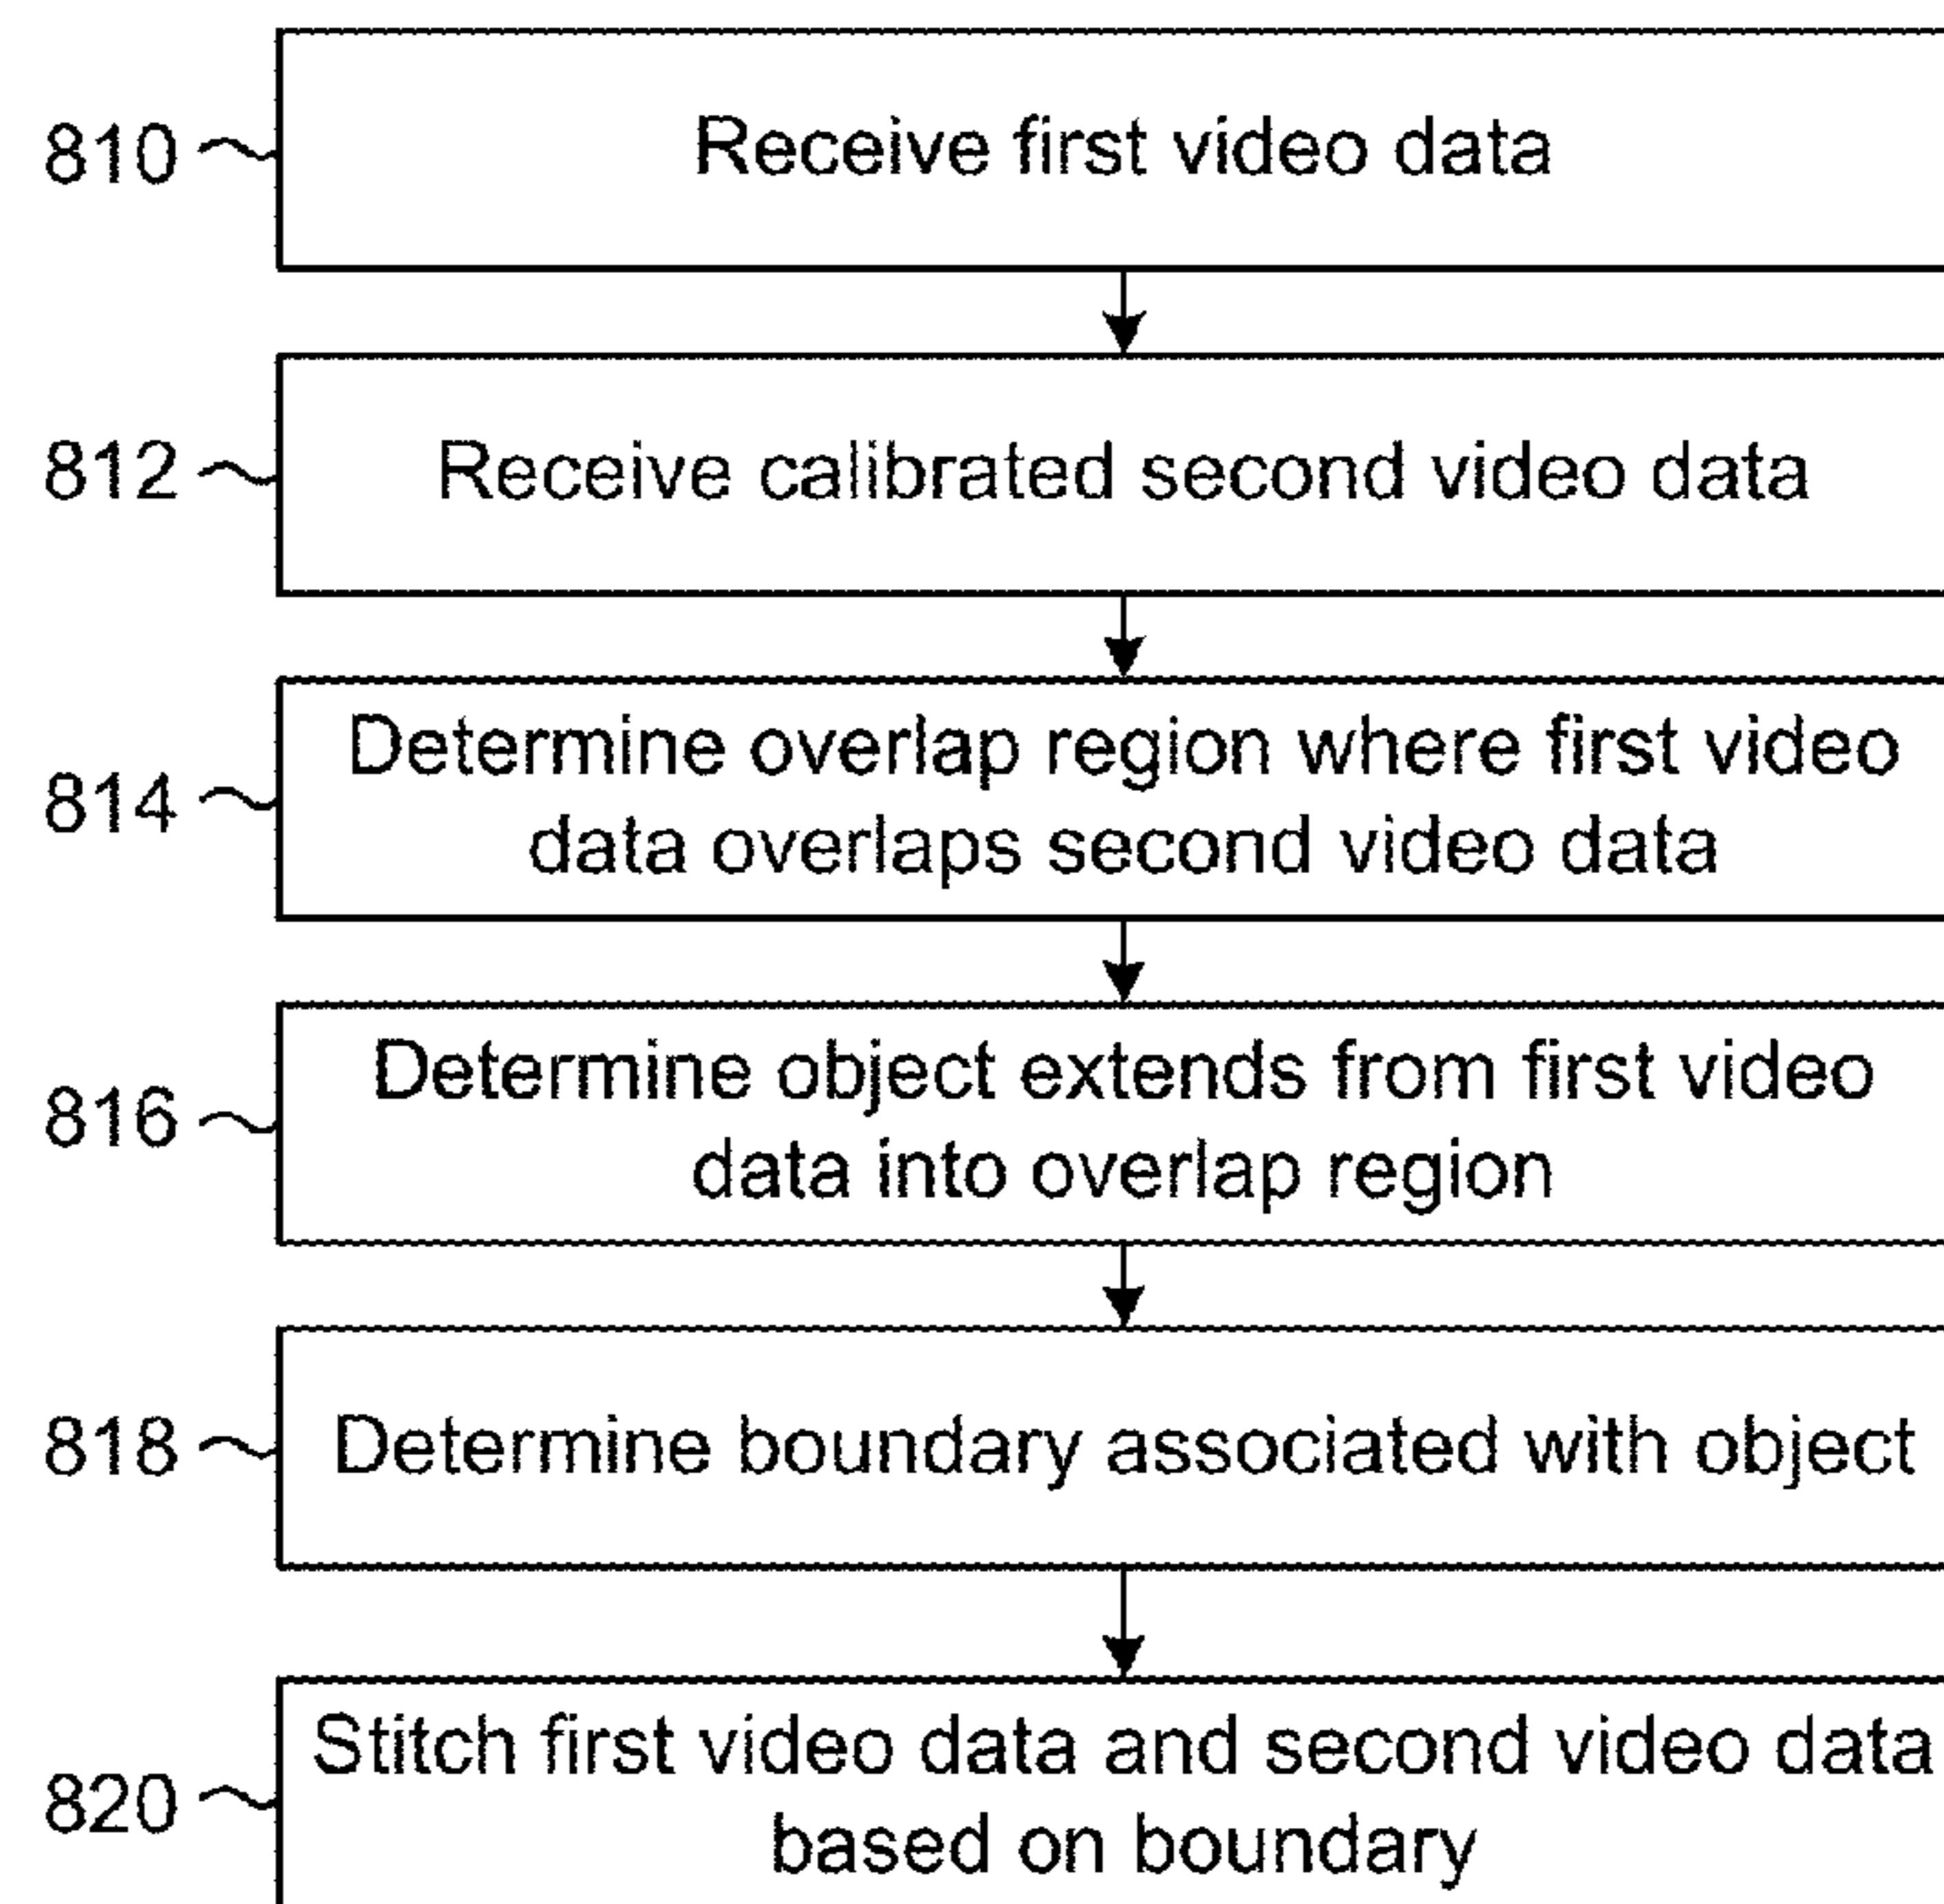 810
Receive first video data
812
Receive calibrated second video data
814
Determine overlap region where first video
data overlaps second video data
816
Determine object extends from first video
data into overlap region
818
Determine boundary associated with object
820
Stitch first video data and second video data
based on boundary